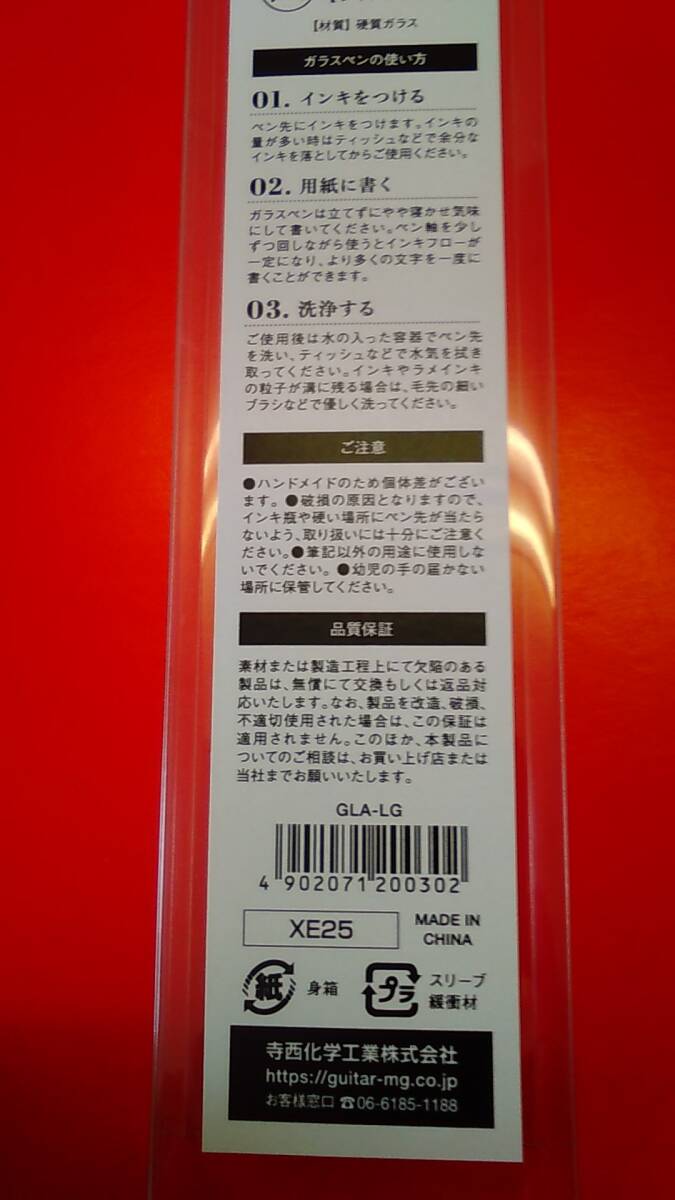 【材質】硬質ガラス
ガラスペンの使い方
01. インキをつける
ペン先にインキをつけます。インキの
量が多い時はティッシュなどで余分な
インキを落としてからご使用ください。
02. 用紙に書く
ガラスペンは立てずにやや寝かせ気味
にして書いてください。ペン軸を少し
ずつ回しながら使うとインキフローが
一定になり、より多くの文字を一度に
書くことができます。
03. 洗浄する
ご使用後は水の入った容器でペン先
を洗い、ティッシュなどで水気を拭き
取ってください。インキやラメインキ
の粒子が溝に残る場合は、毛先の細い
ブラシなどで優しく洗ってください。
ご注意
●ハンドメイドのため個体差がござい
ます。●破損の原因となりますので、
インキ瓶や硬い場所にペン先が当たら
ないよう、取り扱いには十分にご注意く
ださい。●筆記以外の用途に使用しな
いでください。●幼児の手の届かない
場所に保管してください。
品質保証
素材または製造工程上にて欠陥のある
製品は、無償にて交換もしくは返品対
応いたします。なお、製品を改造、破損、
不適切使用された場合は、この保証は
適用されません。このほか、本製品に
ついてのご相談は、お買い上げ店または
当社までお願いいたします。
GLA-LG
4 902071 200302
XE25
MADE IN
CHINA
紙 身箱
プラ スリーブ
緩衝材
寺西化学工業株式会社
https://guitar-mg.co.jp
お客様窓口 ☎06-6185-1188